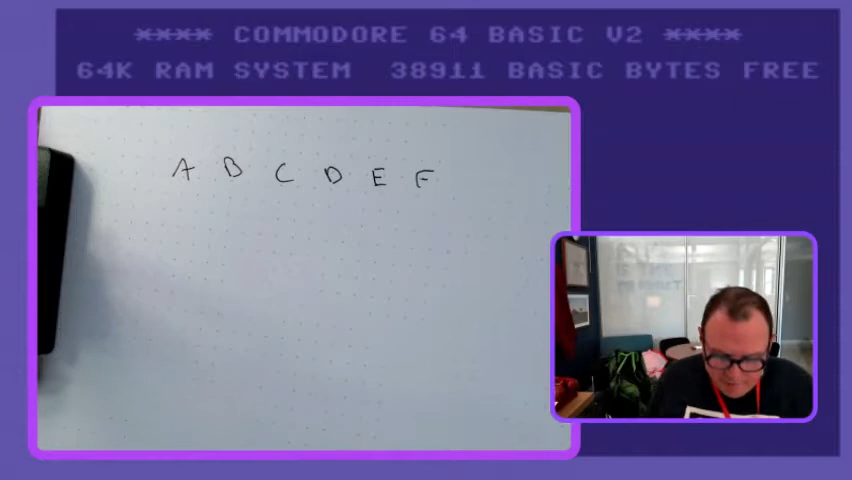 **** COMMODORE 64 BASIC V2 ****
64K RAM SYSTEM 38911 BASIC BYTES FREE
A B C D E F